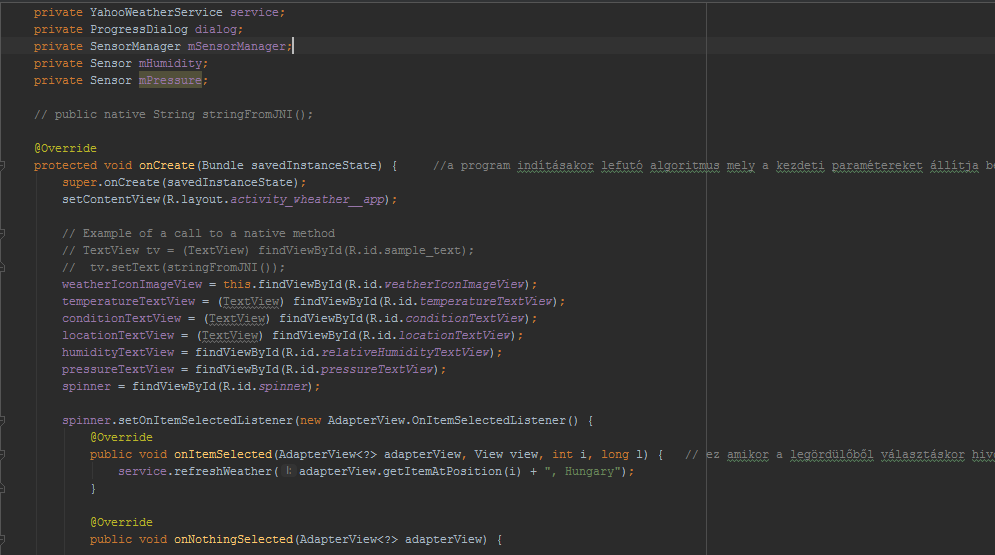 private YahooWeatherService service;
private ProgressDialog dialog;
private SensorManager mSensorManager;
private Sensor mHumidity;
private Sensor mPressure;
// public native String stringFromJNI();
@Override
protected void onCreate(Bundle savedInstanceState) { //a program indításakor lefutó algoritmus mely a kezdeti paramétereket állítja be
super.onCreate(savedInstanceState);
setContentView(R.layout.activity_wheather__app);
// Example of a call to a native method
// TextView tv = (TextView) findViewById(R.id.sample_text);
// tv.setText(stringFromJNI());
weatherIconImageView = this.findViewById(R.id.weatherIconImageView);
temperatureTextView = (TextView) findViewById(R.id.temperatureTextView);
conditionTextView = (TextView) findViewById(R.id.conditionTextView);
locationTextView = (TextView) findViewById(R.id.locationTextView);
humidityTextView = findViewById(R.id.relativeHumidityTextView);
pressureTextView = findViewById(R.id.pressureTextView);
spinner = findViewById(R.id.spinner);
spinner.setOnItemSelectedListener(new AdapterView.OnItemSelectedListener() {
@Override
public void onItemSelected(AdapterView<?> adapterView, View view, int i, long l) { // ez amikor a legördülőből választáskor hív
service.refreshWeather( l: adapterView.getItemAtPosition(i) + ", Hungary");
}
@Override
public void onNothingSelected(AdapterView<?> adapterView) {